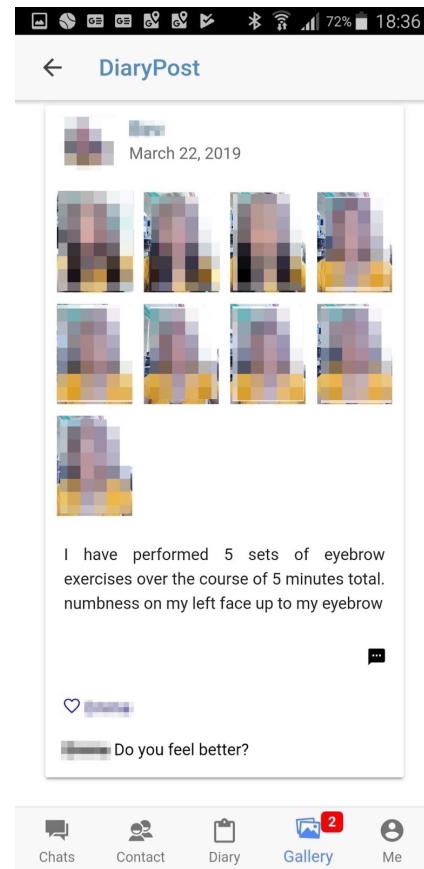 72% 18:36
DiaryPost
March 22, 2019
I have performed 5 sets of eyebrow
exercises over the course of 5 minutes total.
numbness on my left face up to my eyebrow
Do you feel better?
2
Chats Contact Diary Gallery Me